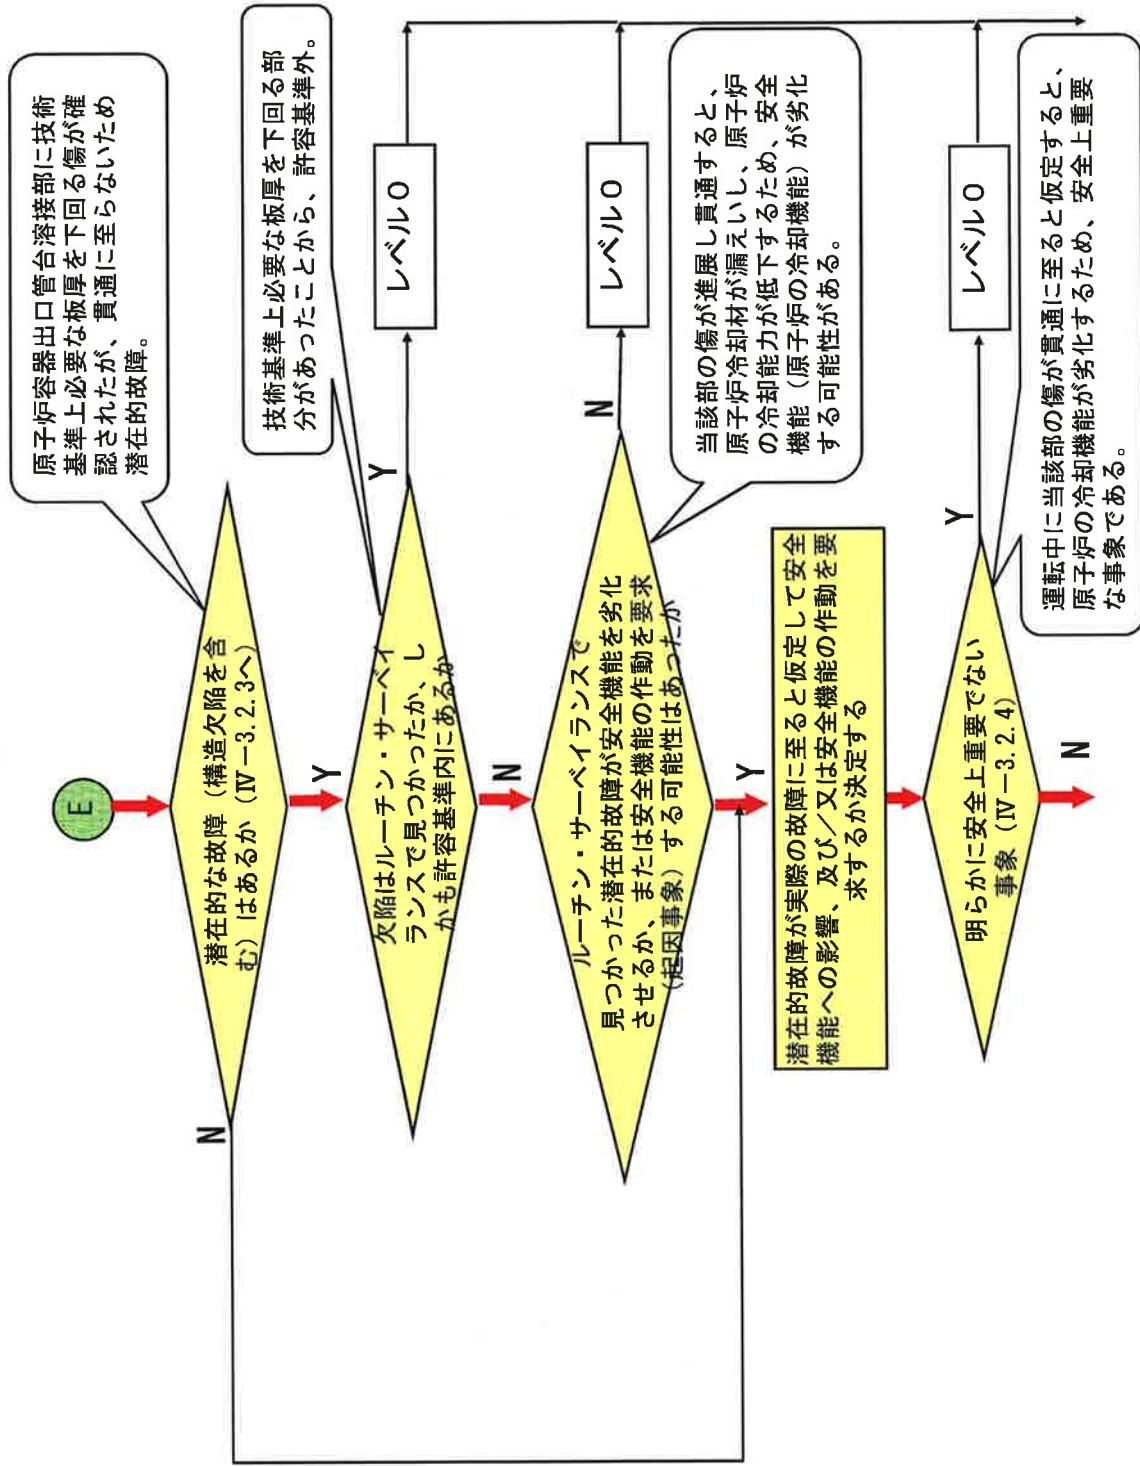 E
潜在的な故障(構造欠陥を含
む)はあるか(Ⅳ-3.2.3へ)
原子炉容器出口管台溶接部に技術
基準上必要な板厚を下回る傷が確
認されたが、貫通に至らないため
潜在的故障。
N
Y
欠陥はルーチン・サーベイ
ランスで見つかったか、し
かも許容基準内にあるか
技術基準上必要な板厚を下回る部
分があったことから、許容基準外。
Y
レベル0
N
ルーチン・サーベイランスで
見つかった潜在的故障が安全機能を劣化
させるか、または安全機能の作動を要求
(起因事象)する可能性はあったか
N
レベル0
当該部の傷が進展し貫通すると、
原子炉冷却材が漏えいし、原子炉
の冷却能力が低下するため、安全
機能(原子炉の冷却機能)が劣化
する可能性がある。
Y
潜在的故障が実際の故障に至ると仮定して安全
機能への影響、及び/又は安全機能の作動を要
求するか決定する
明らかに安全上重要でない
事象(Ⅳ-3.2.4)
Y
レベル0
運転中に当該部の傷が貫通に至ると仮定すると、
原子炉の冷却機能が劣化するため、安全上重要
な事象である。
N